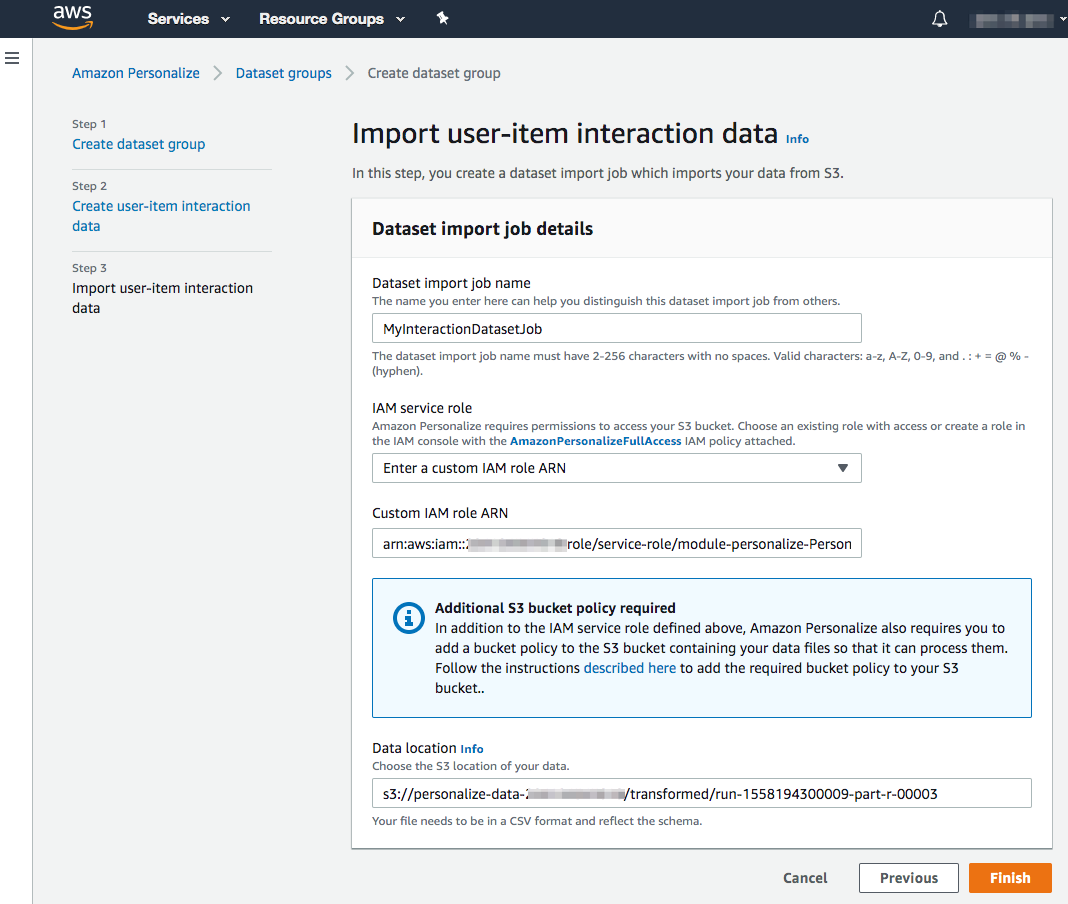 aws
Services
Resource Groups
Amazon Personalize
Dataset groups
Create dataset group
Step 1
Create dataset group
Step 2
Create user-item interaction
data
Step 3
Import user-item interaction
data
Import user-item interaction data Info
In this step, you create a dataset import job which imports your data from S3.
Dataset import job details
Dataset import job name
The name you enter here can help you distinguish this dataset import job from others.
MyInteractionDatasetJob
The dataset import job name must have 2-256 characters with no spaces. Valid characters: a-z, A-Z, 0-9, and . : + = @ % -
(hyphen).
IAM service role
Amazon Personalize requires permissions to access your S3 bucket. Choose an existing role with access or create a role in
the IAM console with the AmazonPersonalizeFullAccess IAM policy attached.
Enter a custom IAM role ARN
Custom IAM role ARN
arn:aws:iam:: role/service-role/module-personalize-Person
Additional S3 bucket policy required
In addition to the IAM service role defined above, Amazon Personalize also requires you to
add a bucket policy to the S3 bucket containing your data files so that it can process them.
Follow the instructions described here to add the required bucket policy to your S3
bucket..
Data location Info
Choose the S3 location of your data.
s3://personalize-data- /transformed/run-1558194300009-part-r-00003
Your file needs to be in a CSV format and reflect the schema.
Cancel
Previous
Finish